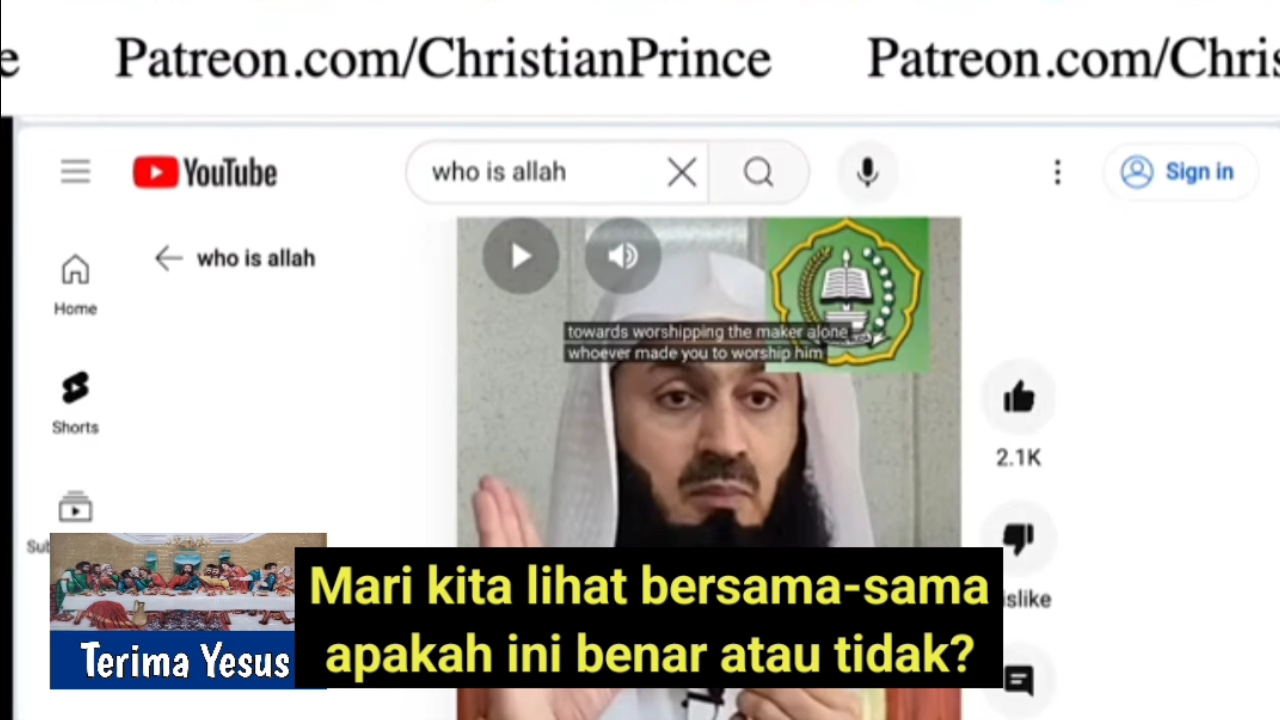 e Patreon.com/ChristianPrince Patreon.com/Chris
YouTube
who is allah
Sign in
who is allah
Home
Shorts
Sub
towards worshipping the maker alone
whoever made you to worship him
2.1K
islike
Mari kita lihat bersama-sama
apakah ini benar atau tidak?
Terima Yesus